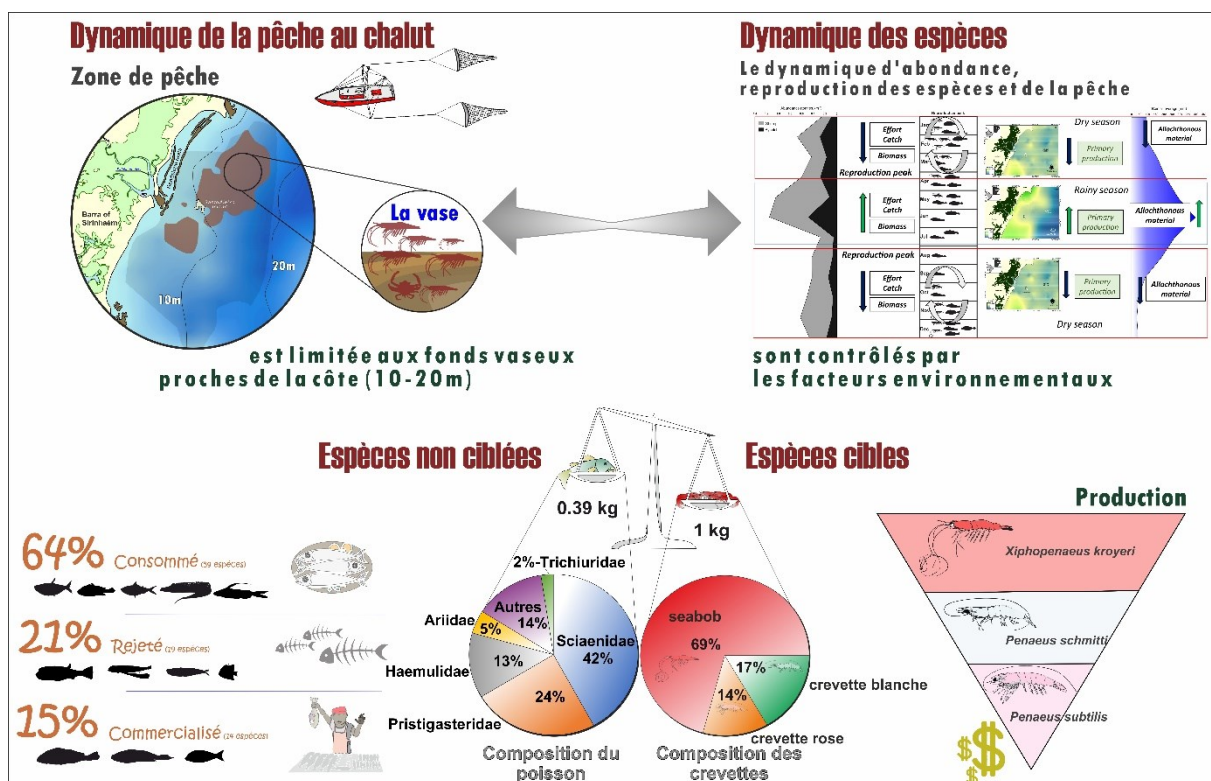 Dynamique de la pêche au chalut
Zone de pêche
Barra of
Sirinhaém
La vase
10m
20m
est limitée aux fonds vaseux
proches de la côte (10-20m)
Dynamique des espèces
Le dynamique d'abondance,
reproduction des espèces et de la pêche
Effort
Catch
Biomass
Reproduction peak
Dry season
Primary
production
Allochthonous
material
Effort
Catch
Biomass
Rainy season
Primary
production
Allochthonous
material
Reproduction peak
Effort
Catch
Biomass
Primary
production
Allochthonous
material
Dry season
sont contrôlés par
les facteurs environnementaux
Espèces non ciblées
Espèces cibles
0.39 kg
1 kg
64% Consommé (39 espèces)
21% Rejeté (19 espèces)
15% Commercialisé (14 espèces)
2%-Trichiuridae
Autres
14%
Ariidae
5%
Haemulidae
13%
Pristigasteridae
24%
Sciaenidae
42%
Composition du
poisson
seabob
69%
17%
crevette blanche
14%
crevette rose
Composition des
crevettes
Production
Xiphopenaeus kroyeri
Penaeus schmitti
Penaeus subtilis
$$$